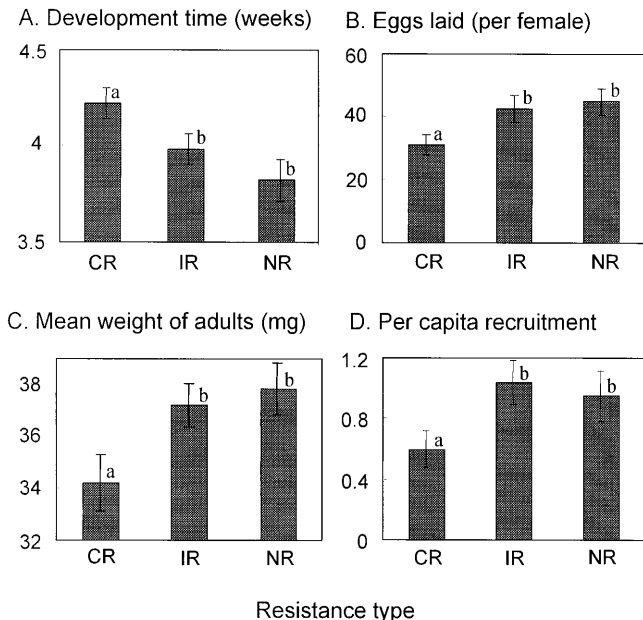 A. Development time (weeks)
4.5
4
3.5
a
b
b
CR IR NR
B. Eggs laid (per female)
60
40
20
0
a
b
b
CR IR NR
C. Mean weight of adults (mg)
38
36
34
32
a
b
b
CR IR NR
D. Per capita recruitment
1.2
0.8
0.4
0
a
b
b
CR IR NR
Resistance type